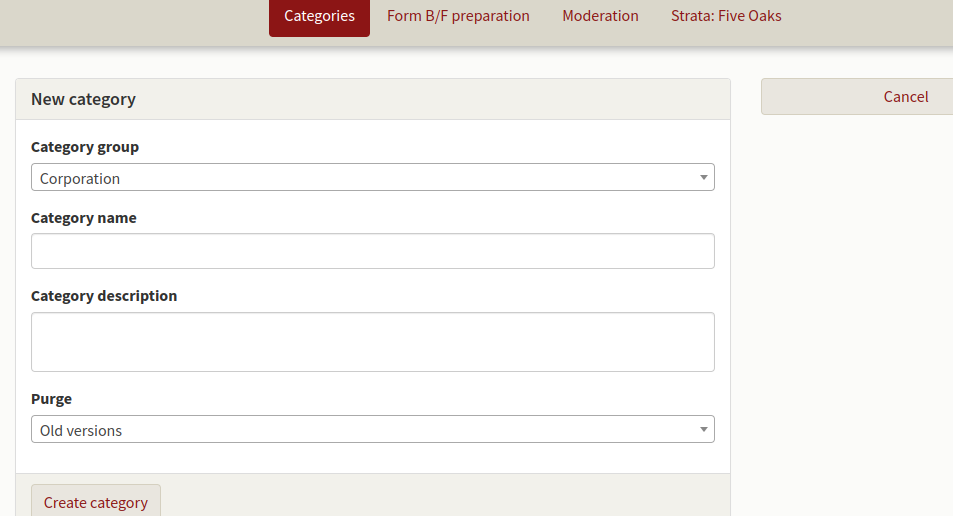 Categories Form B/F preparation Moderation Strata: Five Oaks
New category
Cancel
Category group
Corporation
Category name
Category description
Purge
Old versions
Create category